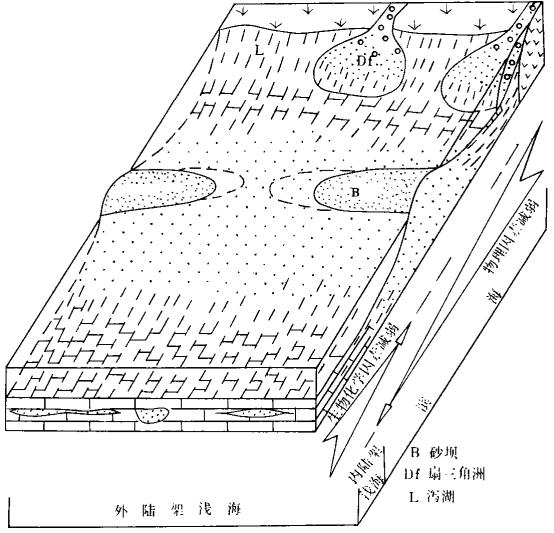 L
Df
B
物理因素减弱
海
生物化学因素减弱
滨
内陆架
浅海
B 砂坝
Df 扇三角洲
L 泻湖
外陆架浅海